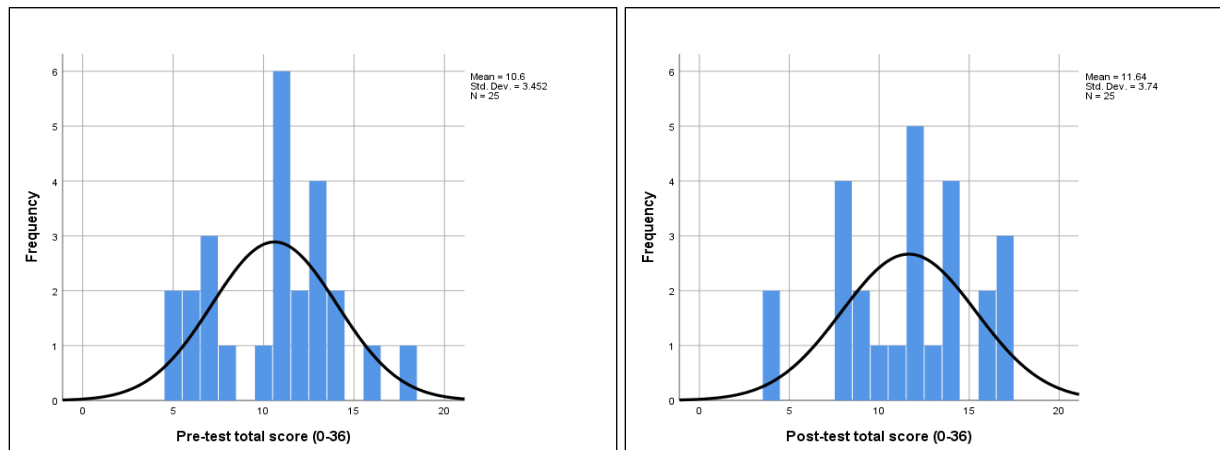 Mean = 10.6
Std. Dev. = 3.452
N = 25
Frequency
6
5
4
3
2
1
0
0 5 10 15 20
Pre-test total score (0-36)
Mean = 11.64
Std. Dev. = 3.74
N = 25
Frequency
6
5
4
3
2
1
0
0 5 10 15 20
Post-test total score (0-36)